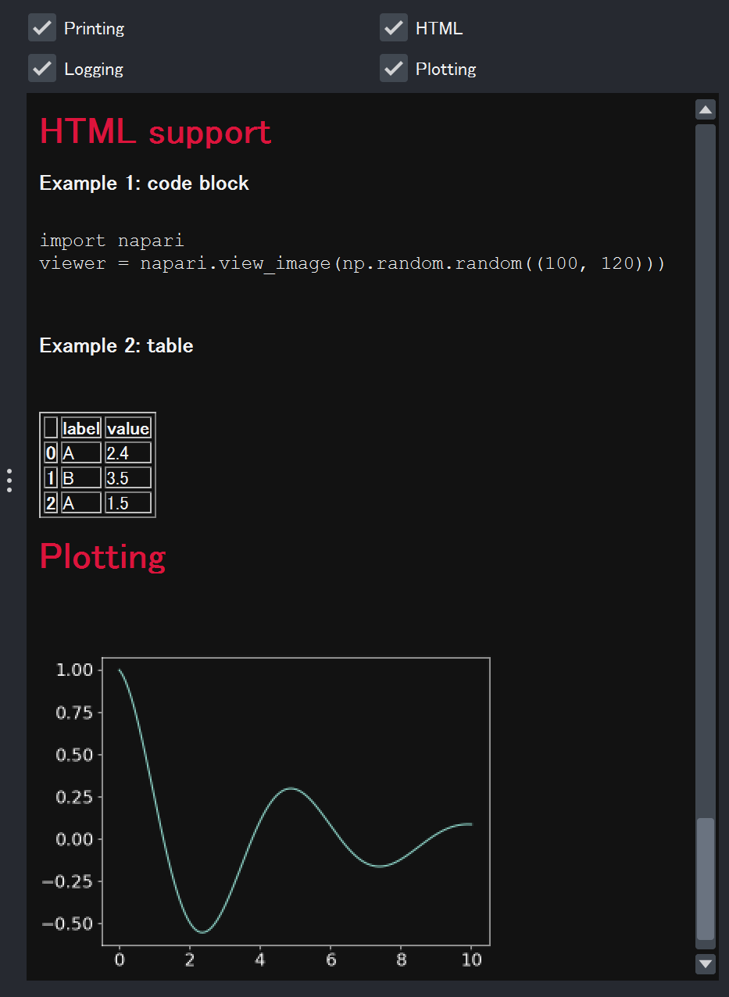 Printing
HTML
Logging
Plotting
HTML support
Example 1: code block
import napari
viewer = napari.view_image(np.random.random((100, 120)))
Example 2: table
label value
0 A 2.4
1 B 3.5
2 A 1.5
Plotting
1.00
0.75
0.50
0.25
0.00
−0.25
−0.50
0 2 4 6 8 10